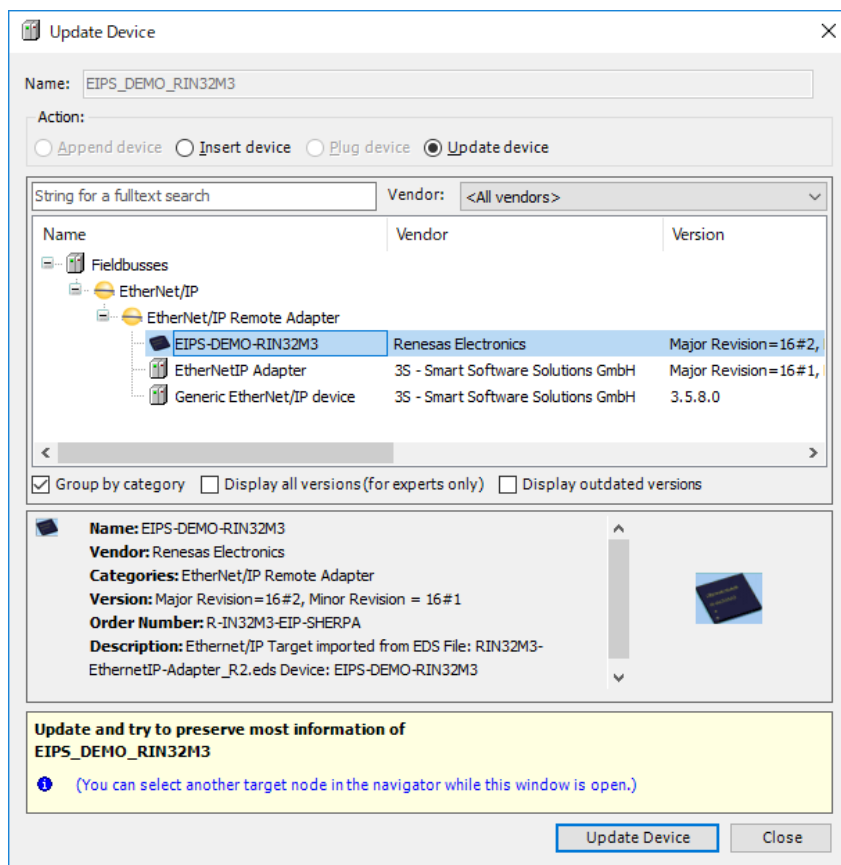 Update Device
Name: EIPS_DEMO_RIN32M3
Action:
Append device Insert device Plug device Update device
String for a fulltext search Vendor: <All vendors>
Name Vendor Version
Fieldbusses
EtherNet/IP
EtherNet/IP Remote Adapter
EIPS-DEMO-RIN32M3 Renesas Electronics Major Revision=16#2,
EtherNetIP Adapter 3S - Smart Software Solutions GmbH Major Revision=16#1,
Generic EtherNet/IP device 3S - Smart Software Solutions GmbH 3.5.8.0
Group by category Display all versions (for experts only) Display outdated versions
Name: EIPS-DEMO-RIN32M3
Vendor: Renesas Electronics
Categories: EtherNet/IP Remote Adapter
Version: Major Revision=16#2, Minor Revision = 16#1
Order Number: R-IN32M3-EIP-SHERPA
Description: Ethernet/IP Target imported from EDS File: RIN32M3-
EthernetIP-Adapter_R2.eds Device: EIPS-DEMO-RIN32M3
Update and try to preserve most information of
EIPS_DEMO_RIN32M3
(You can select another target node in the navigator while this window is open.)
Update Device Close